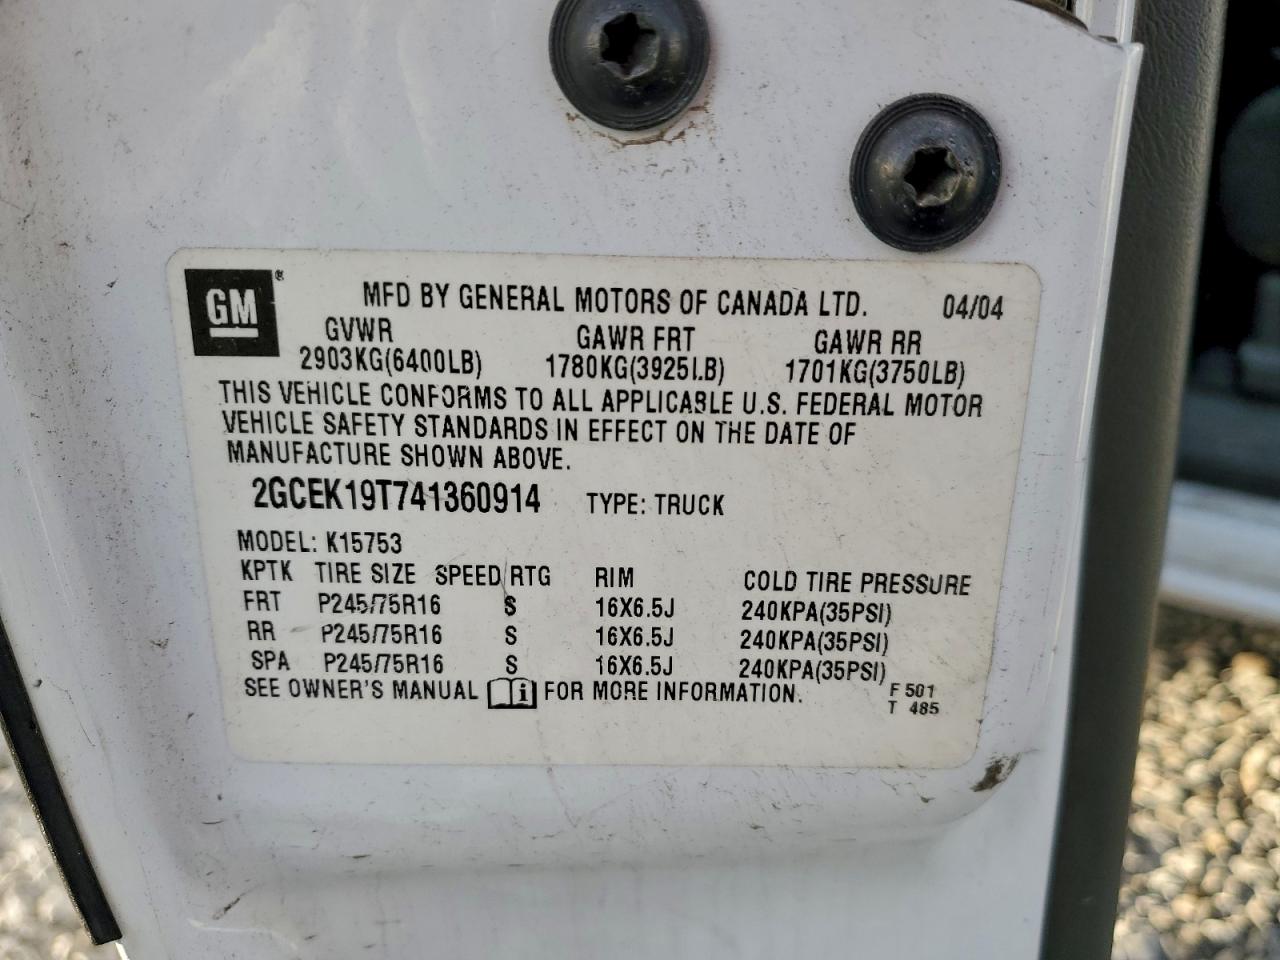 GM ®
MFD BY GENERAL MOTORS OF CANADA LTD. 04/04
GVWR GAWR FRT GAWR RR
2903KG(6400LB) 1780KG(3925LB) 1701KG(3750LB)
THIS VEHICLE CONFORMS TO ALL APPLICABLE U.S. FEDERAL MOTOR
VEHICLE SAFETY STANDARDS IN EFFECT ON THE DATE OF
MANUFACTURE SHOWN ABOVE.
2GCEK19T741360914 TYPE: TRUCK
MODEL: K15753
KPTK TIRE SIZE SPEED RTG RIM COLD TIRE PRESSURE
FRT P245/75R16 S 16X6.5J 240KPA(35PSI)
RR P245/75R16 S 16X6.5J 240KPA(35PSI)
SPA P245/75R16 S 16X6.5J 240KPA(35PSI)
SEE OWNER'S MANUAL i FOR MORE INFORMATION. F 501
T 485